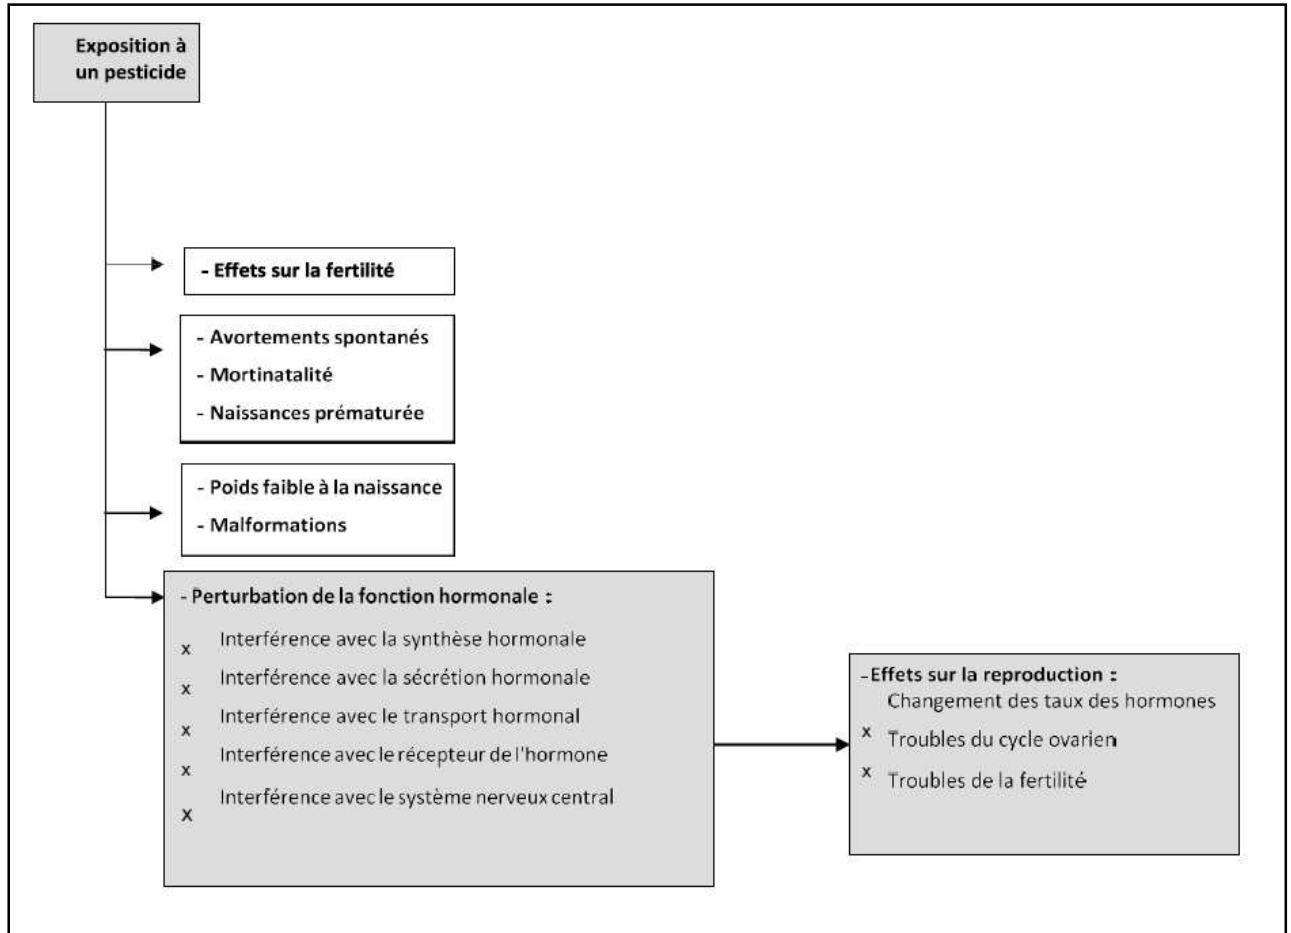 Exposition à
un pesticide
- Effets sur la fertilité
- Avortements spontanés
- Mortinatalité
- Naissances prématurée
- Poids faible à la naissance
- Malformations
- Perturbation de la fonction hormonale :
x Interférence avec la synthèse hormonale
x Interférence avec la sécrétion hormonale
x Interférence avec le transport hormonal
x Interférence avec le récepteur de l'hormone
x Interférence avec le système nerveux central
- Effets sur la reproduction :
Changement des taux des hormones
x Troubles du cycle ovarien
x Troubles de la fertilité